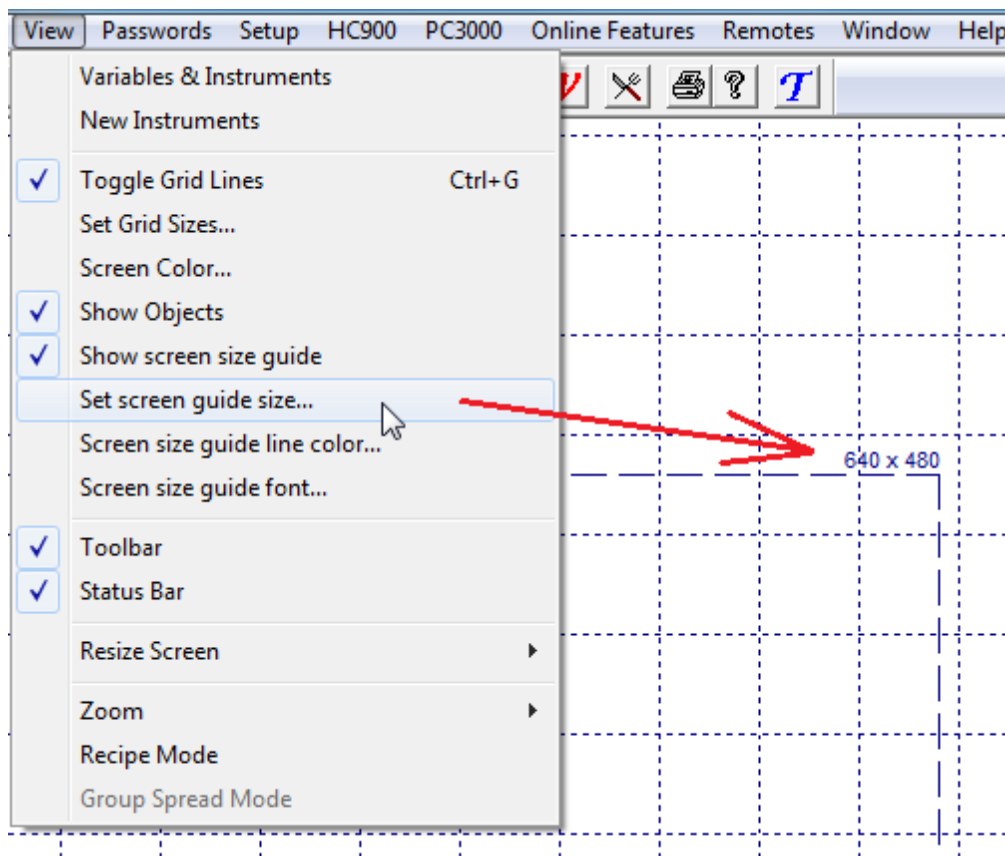 View Passwords Setup HC900 PC3000 Online Features Remotes Window Help
Variables & Instruments
New Instruments
Toggle Grid Lines Ctrl+G
Set Grid Sizes...
Screen Color...
Show Objects
Show screen size guide
Set screen guide size...
Screen size guide line color...
Screen size guide font...
640 x 480
Toolbar
Status Bar
Resize Screen
Zoom
Recipe Mode
Group Spread Mode